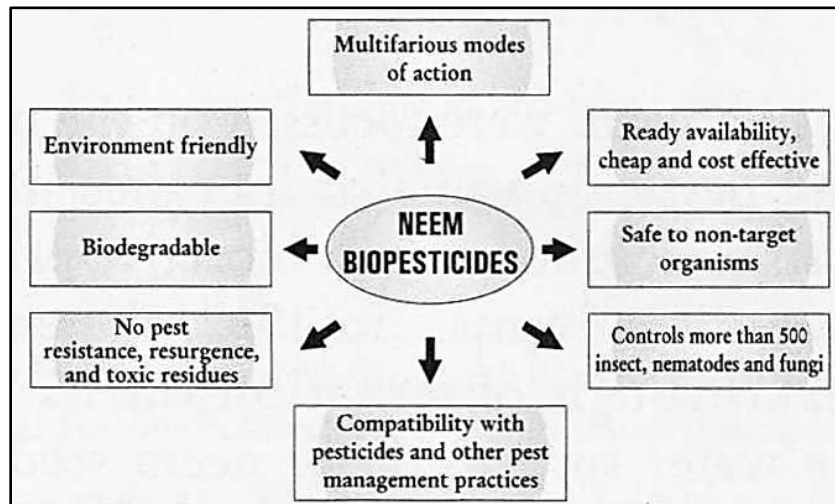 Multifarious modes
of action
Environment friendly
Ready availability,
cheap and cost effective
NEEM
BIOPESTICIDES
Biodegradable
Safe to non-target
organisms
No pest
resistance, resurgence,
and toxic residues
Controls more than 500
insect, nematodes and fungi
Compatibility with
pesticides and other pest
management practices